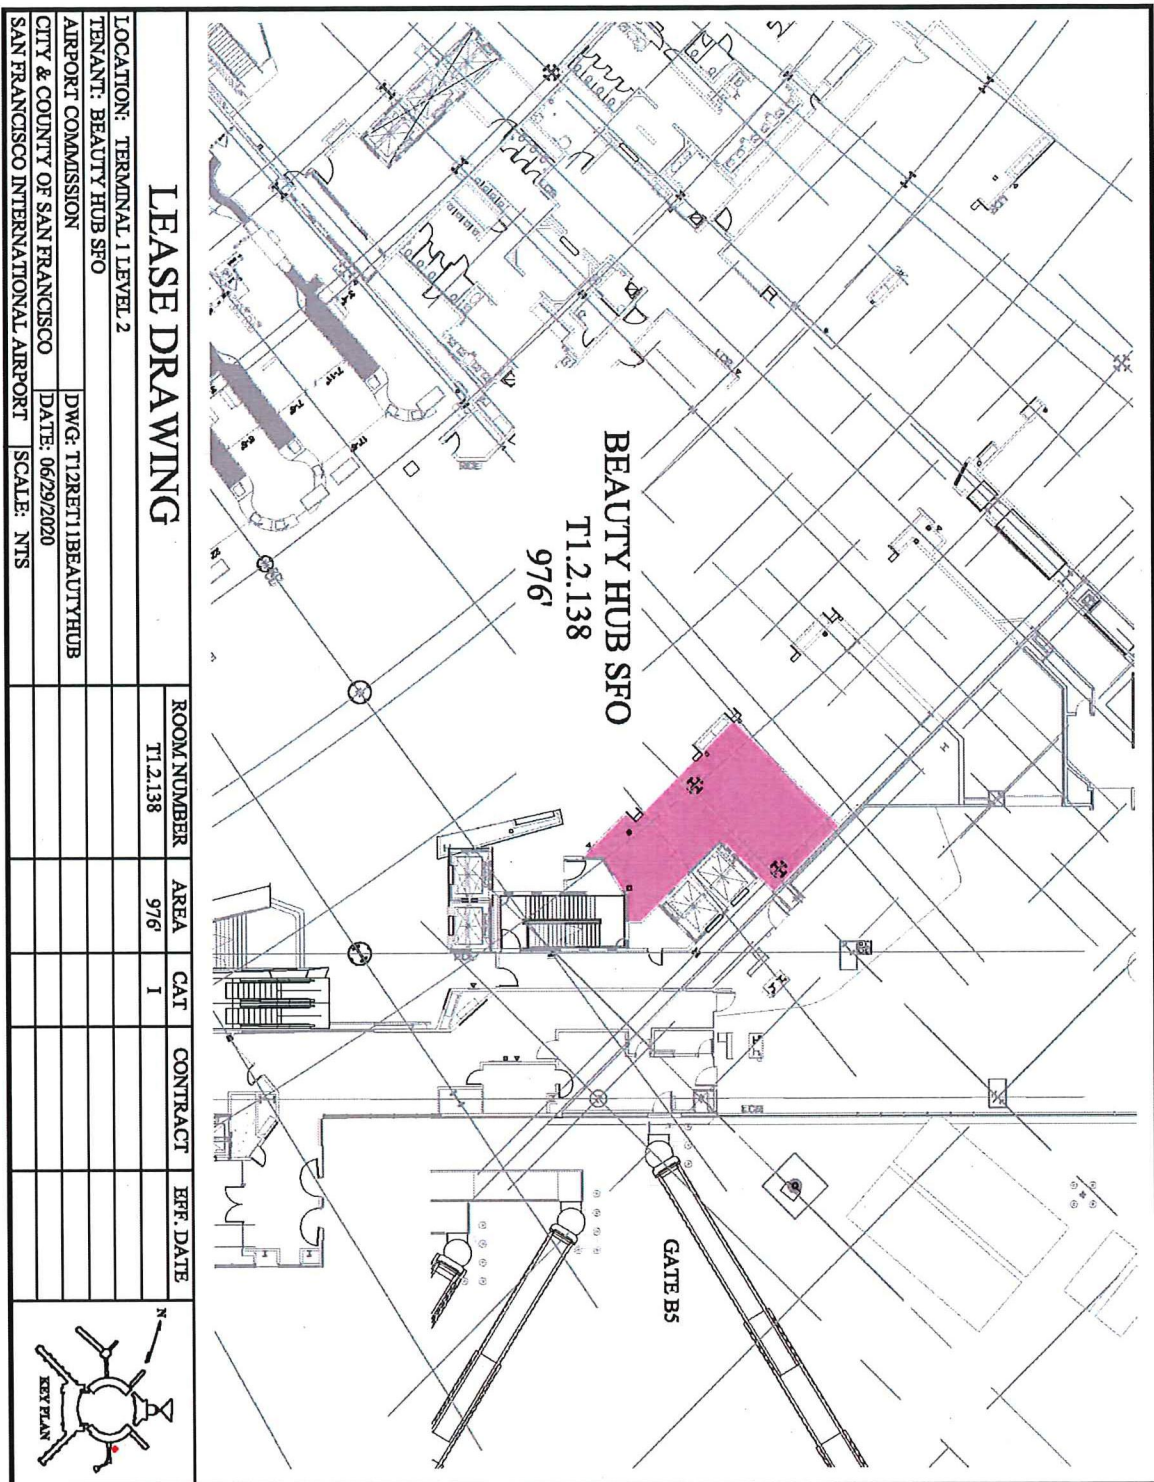 BEAUTY HUB SFO
T1.2.138
976'
GATE B5
LEASE DRAWING
LOCATION: TERMINAL 1 LEVEL 2
TENANT: BEAUTY HUB SFO
AIRPORT COMMISSION
DWG: T12RET11BEAUTYHUB
CITY & COUNTY OF SAN FRANCISCO
DATE: 06/29/2020
SAN FRANCISCO INTERNATIONAL AIRPORT
SCALE: NTS
ROOM NUMBER AREA CAT CONTRACT EFF. DATE
T1.2.138 976' I
N
KEY PLAN